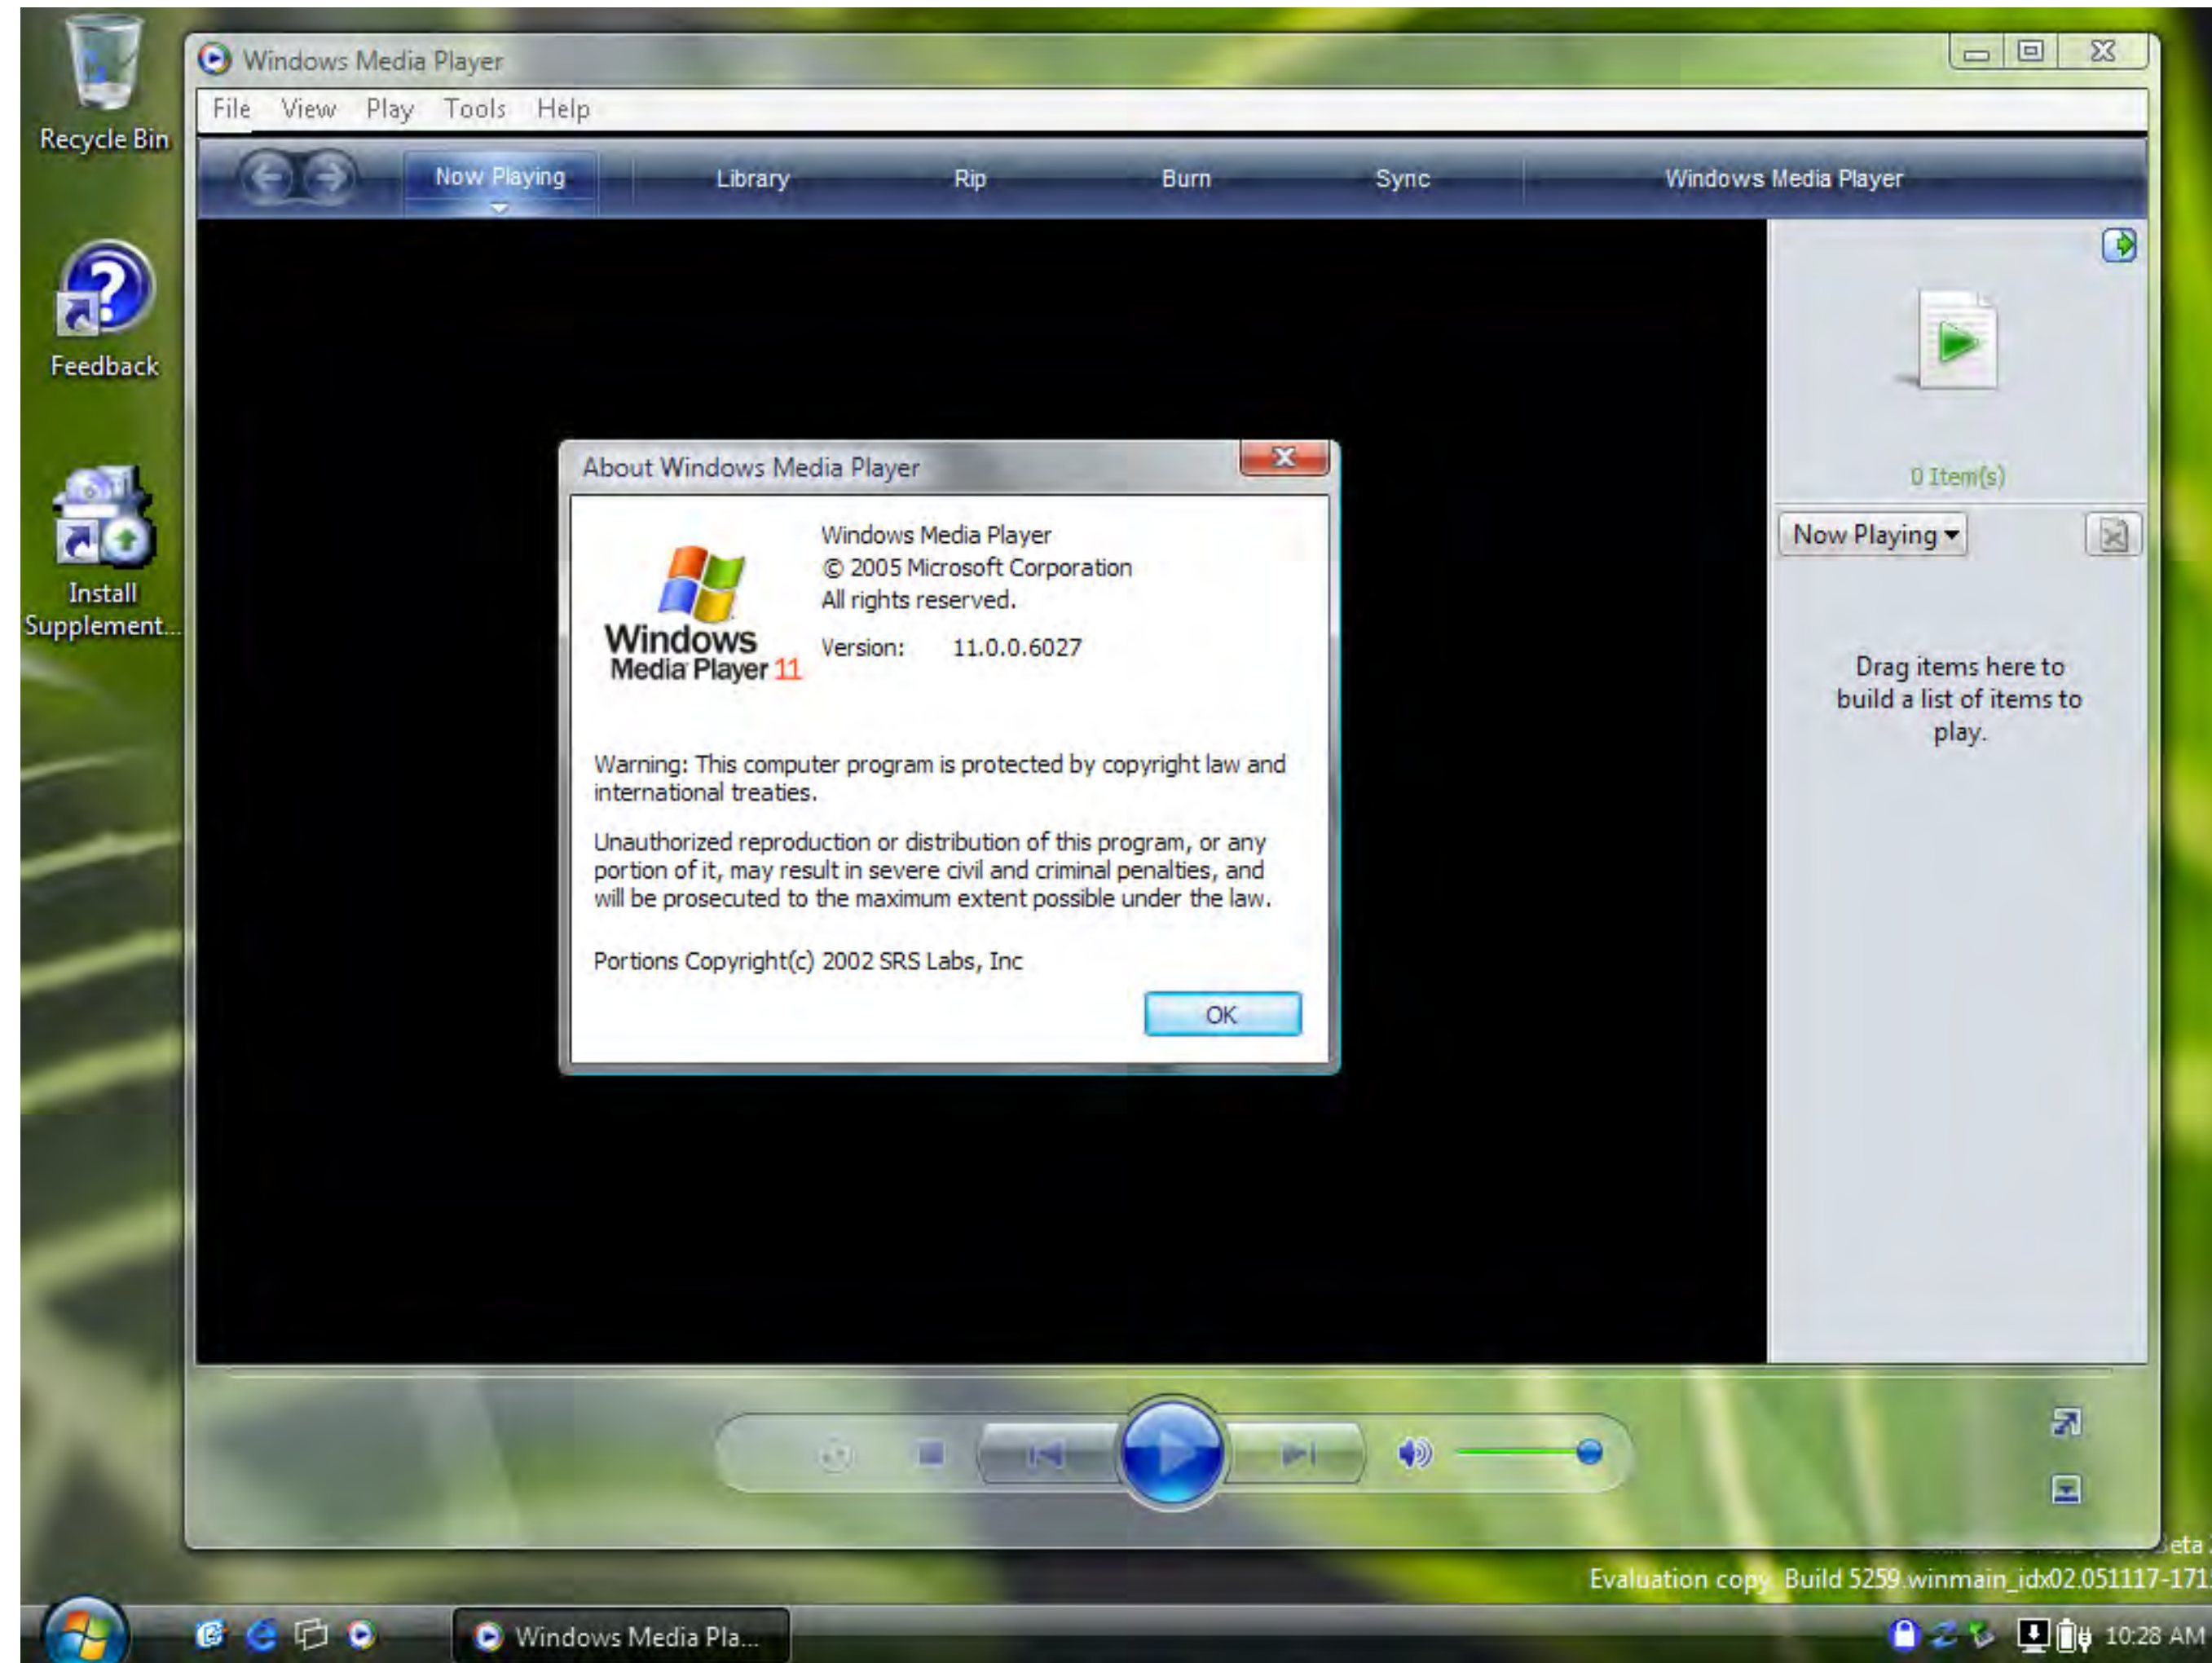 Recycle Bin
Feedback
Install
Supplement...
Windows Media Player
File View Play Tools Help
Now Playing Library Rip Burn Sync Windows Media Player
0 Item(s)
Now Playing
Drag items here to
build a list of items to
play.
About Windows Media Player
Windows
Media Player 11
Windows Media Player
© 2005 Microsoft Corporation
All rights reserved.
Version: 11.0.0.6027
Warning: This computer program is protected by copyright law and
international treaties.
Unauthorized reproduction or distribution of this program, or any
portion of it, may result in severe civil and criminal penalties, and
will be prosecuted to the maximum extent possible under the law.
Portions Copyright(c) 2002 SRS Labs, Inc
OK
Evaluation copy. Build 5259.winmain_idx02.051117-171
Windows Media Pla...
10:28 AM